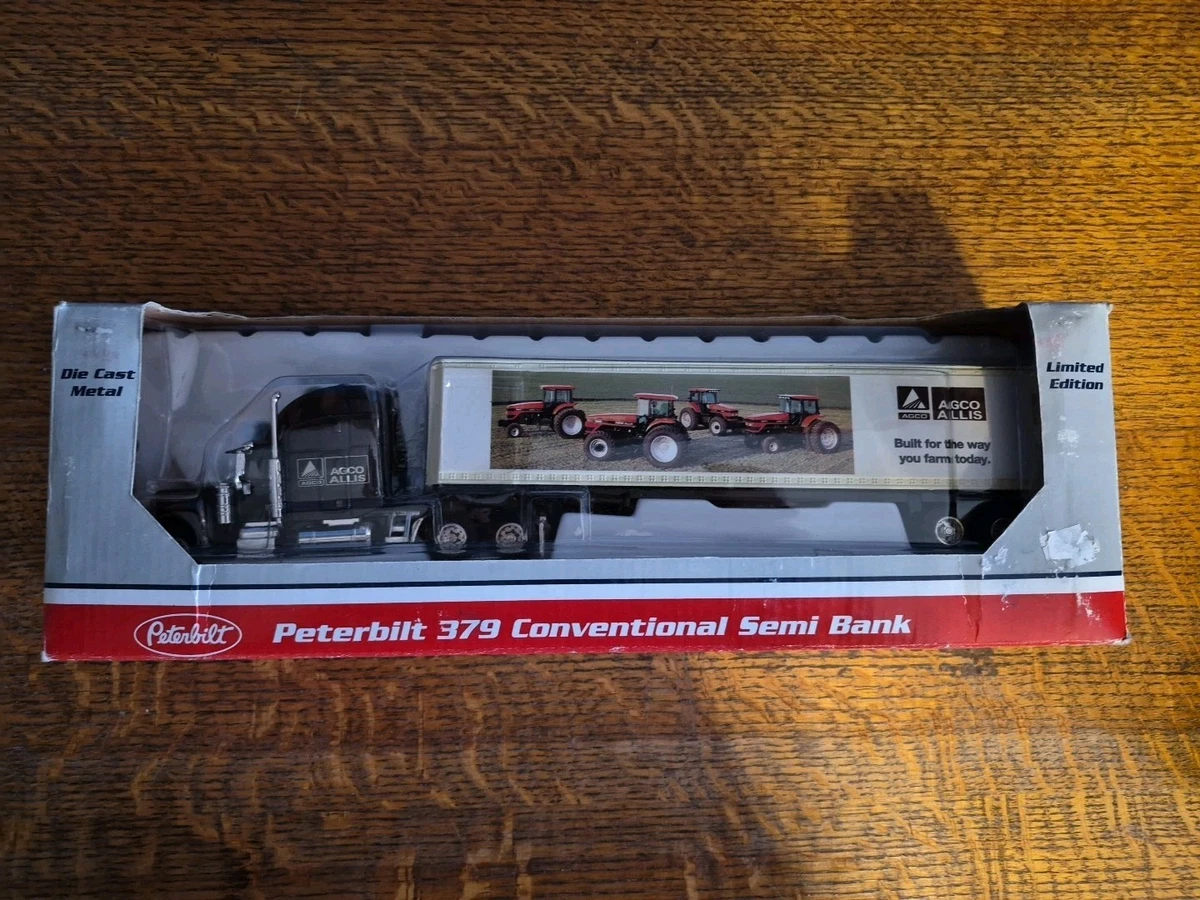 Die Cast
Metal
Limited
Edition
AGCO
AGCO
ALLIS
Built for the way
you farm today.
AGCO
AGCO
ALLIS
Peterbilt
Peterbilt 379 Conventional Semi Bank